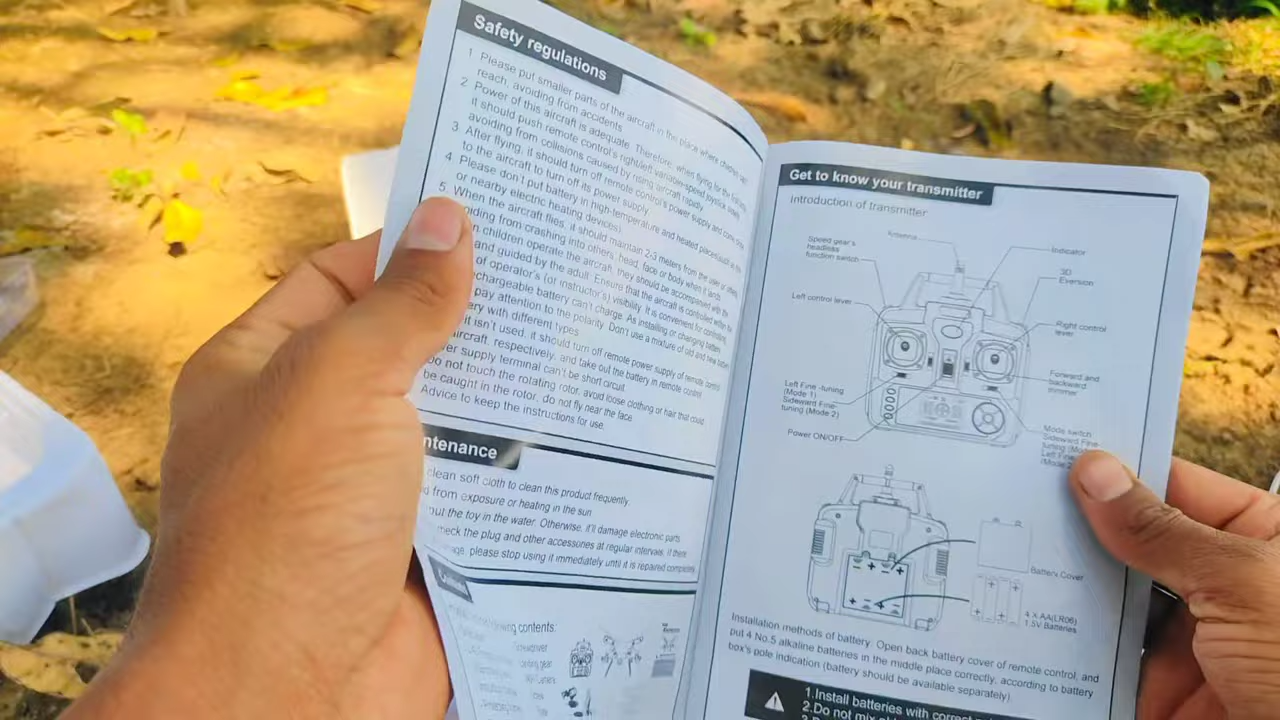 Safety regulations
1 Please put smaller parts of the aircraft in the place where children can't
reach, avoiding from accidents
2 Power of this aircraft is adequate. Therefore, when flying for the first time,
it should push remote control's right/left variable-speed joystick slowly
avoiding from collisions caused by rising aircraft rapidly
3 After flying, it should turn off remote control's power supply and come close
to the aircraft to turn off its power supply
4 Please don't put battery in high-temperature and heated places(such as
or nearby electric heating devices)
5. When the aircraft flies, it should maintain 2-3 meters from the user or others,
from crashing into others' head, face or body when it lands
children operate the aircraft, they should be accompanied with the
and guided by the adult. Ensure that the aircraft is controlled within the
of operator's (or instructor's) visibility. It is convenient for controlling
battery can't charge. As installing or changing battery,
pay attention to the polarity. Don't use a mixture of old and new batteries
with different types
it isn't used, it should turn off remote power supply of remote control
respectively, and take out the battery in remote control
supply terminal can't be short circuit.
not touch the rotating rotor, avoid loose clothing of hair that could
be caught in the rotor, do not fly near the face
Advice to keep the instructions for use.
clean soft cloth to clean this product frequently.
from exposure or heating in the sun
put the toy in the water. Otherwise, it'll damage electronic parts
the plug and other accessories at regular intervals, if there
please stop using it immediately until it is repaired completely
following contents:
Get to know your transmitter
Introduction of transmitter:
Antenna
Indicator
Speed gear's
headless
function switch
3D
Eversion
Left control lever
Right control
lever
Forward and
backward
trimmer
Left Fine -tuning
(Mode 1)
Sideward Fine-
tuning (Mode 2)
Power ON/OFF
Mode switch
Sideward Fine
tuning
Left Fine
Battery Cover
4 X AA(LR06)
1.5V Batteries
Installation methods of battery: Open back battery cover of remote control, and
put 4 No.5 alkaline batteries in the middle place correctly, according to battery
box's pole indication (battery should be available separately).
1.Install batteries with correct
2.Do not mix